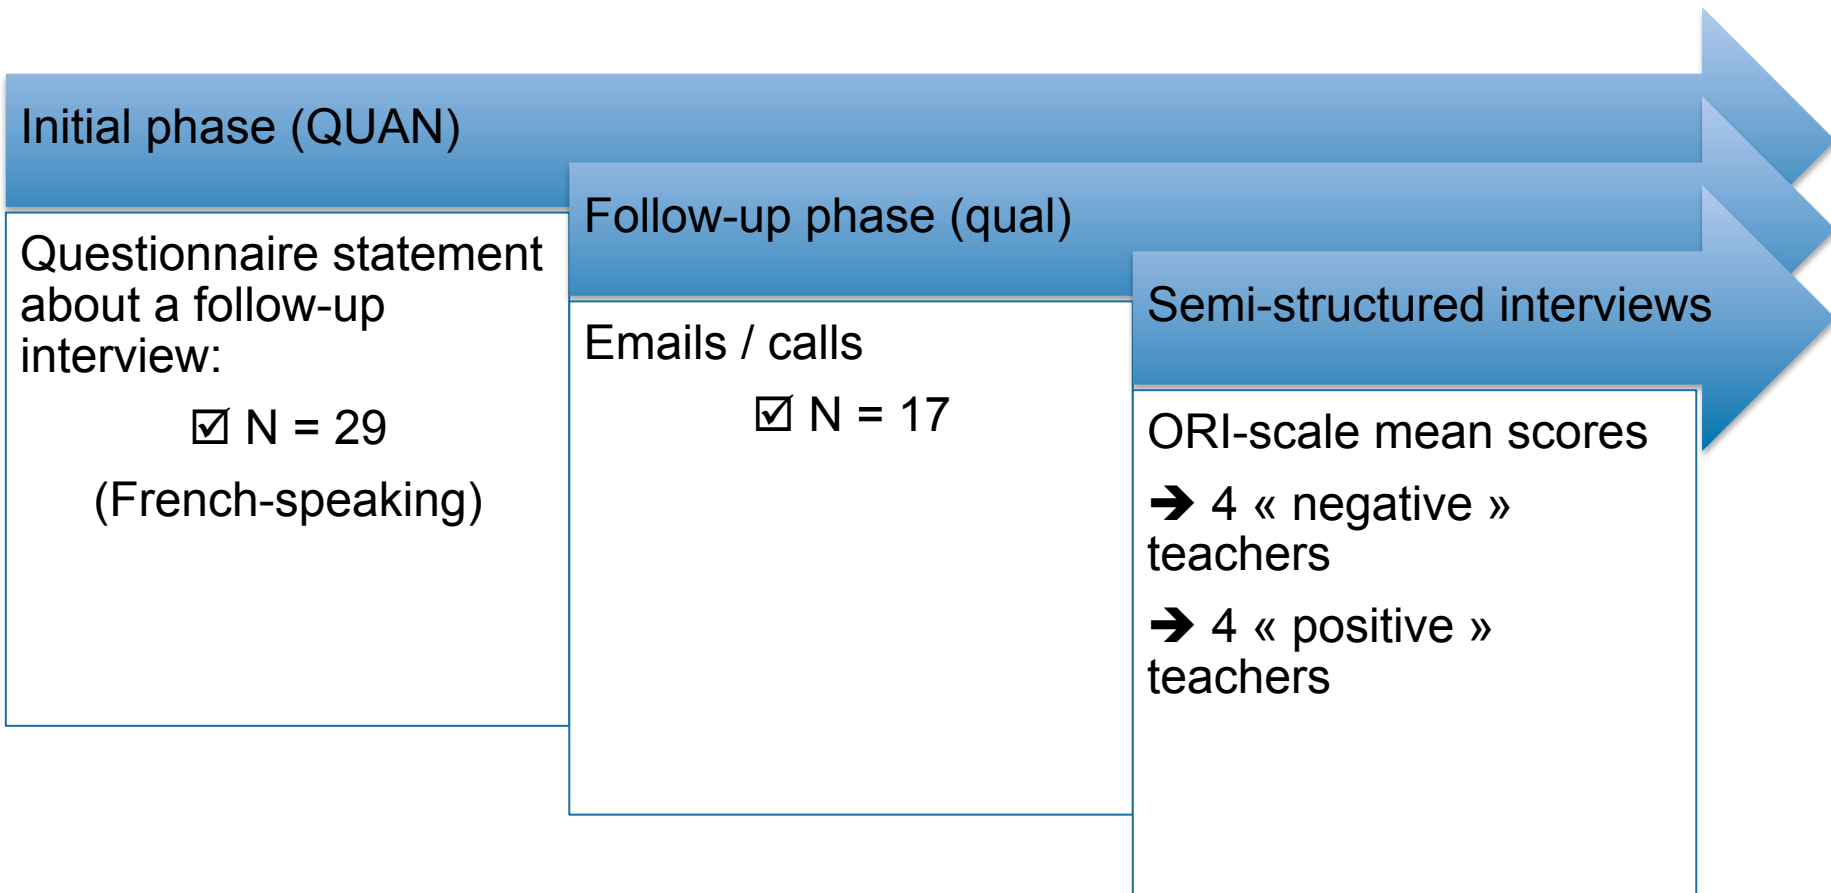 Initial phase (QUAN)
Questionnaire statement
about a follow-up
interview:
☑ N = 29
(French-speaking)
Follow-up phase (qual)
Emails / calls
☑ N = 17
Semi-structured interviews
ORI-scale mean scores
➔ 4 « negative »
teachers
➔ 4 « positive »
teachers